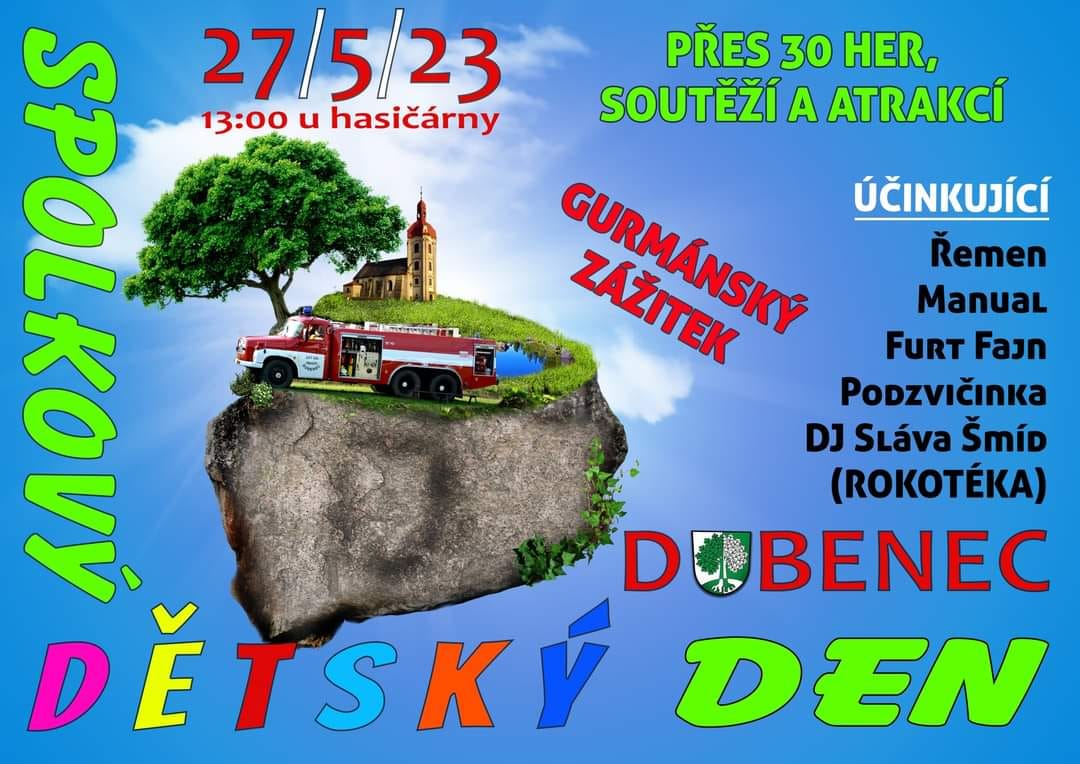 SPOLKOVÝ
27/5/23
13:00 u hasičárny
PŘES 30 HER,
SOUTĚŽÍ A ATRAKCÍ
GURMÁNSKÝ
ZÁŽITEK
ÚČINKUJÍCÍ
Řemen
Manual
Furt Fajn
Podzvičinka
DJ Sláva Šmíd
(ROKOTÉKA)
DUBENEC
DĚTSKÝ DEN